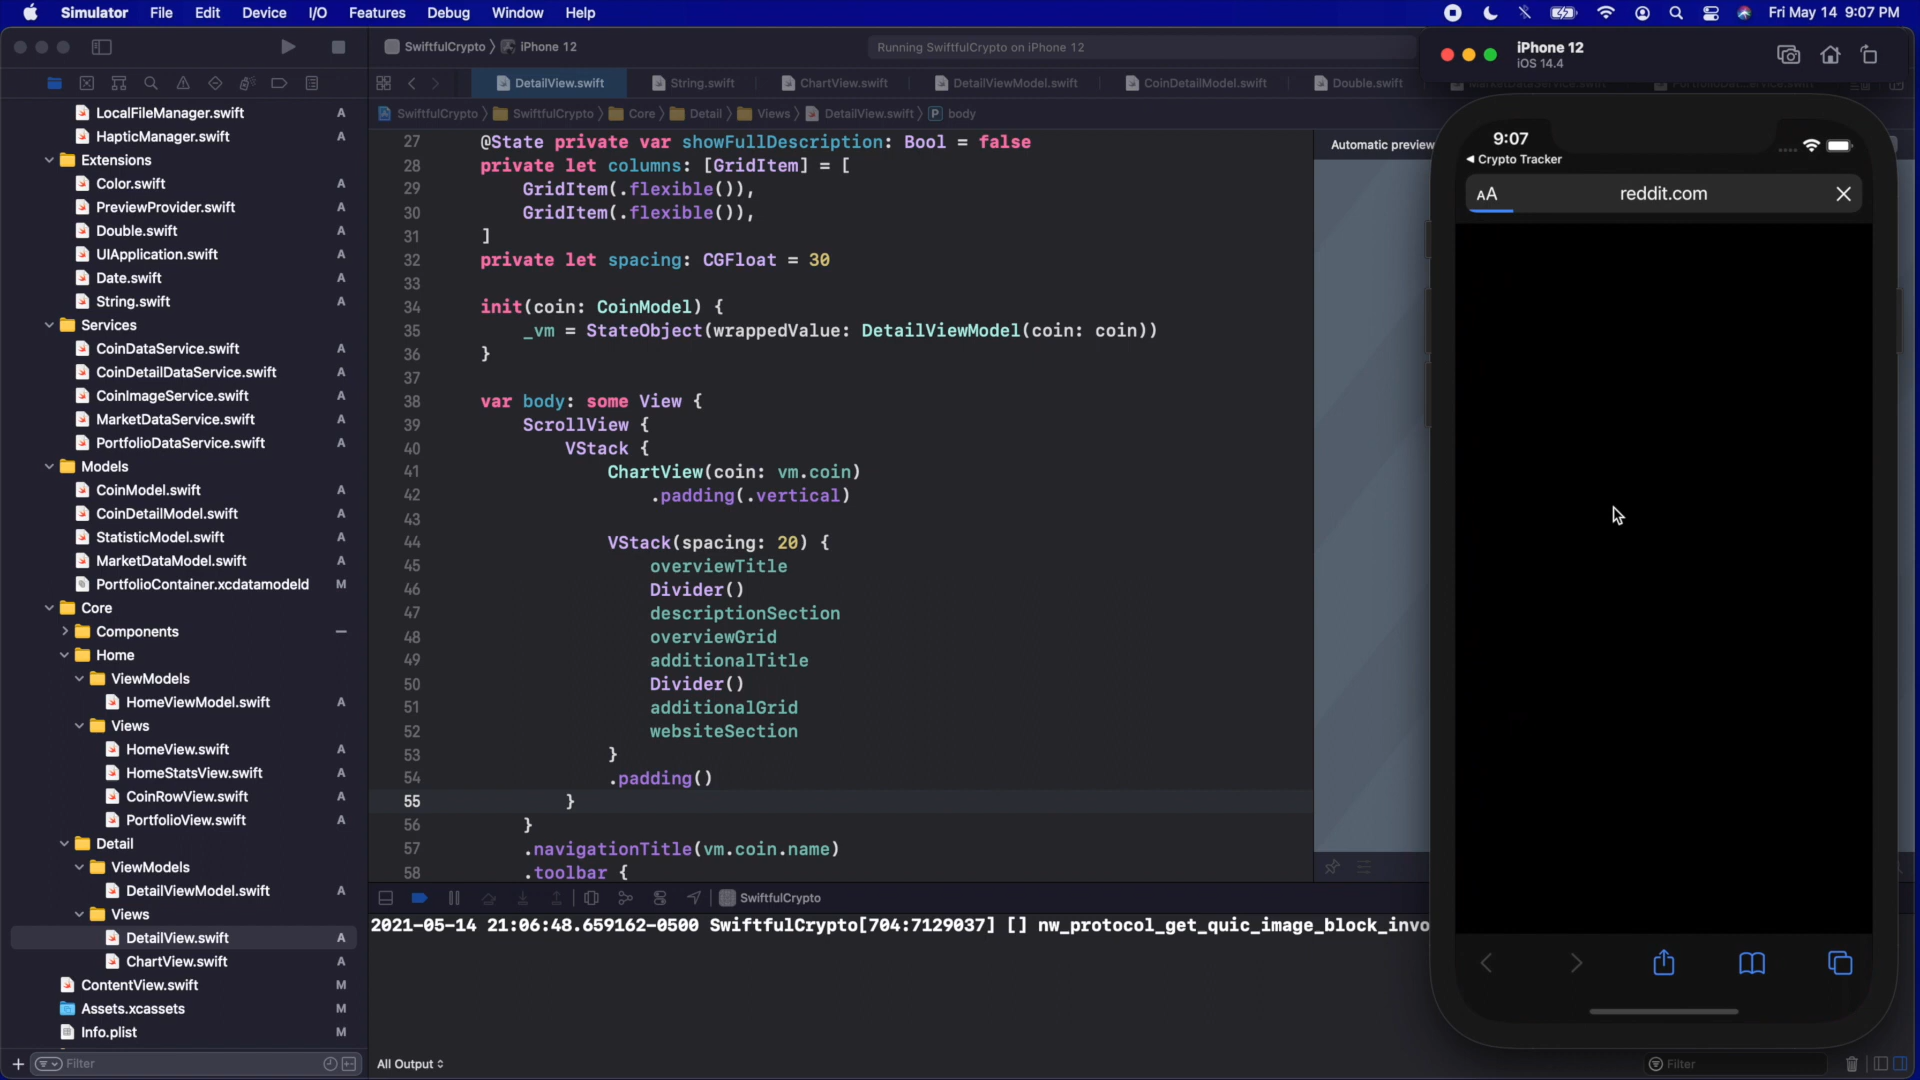 Simulator File Edit Device I/O Features Debug Window Help Fri May 14 9:07 PM
SwiftfulCrypto 〉 iPhone 12 Running SwiftfulCrypto on iPhone 12
DetailView.swift String.swift ChartView.swift DetailViewModel.swift CoinDetailModel.swift Double.swift
SwiftfulCrypto 〉 SwiftfulCrypto 〉 Core 〉 Detail 〉 Views 〉 DetailView.swift 〉 P body
LocalFileManager.swift A
HapticManager.swift A
Extensions
Color.swift A
PreviewProvider.swift A
Double.swift A
UIApplication.swift A
Date.swift A
String.swift A
Services
CoinDataService.swift A
CoinDetailDataService.swift A
CoinImageService.swift A
MarketDataService.swift A
PortfolioDataService.swift A
Models
CoinModel.swift A
CoinDetailModel.swift A
StatisticModel.swift A
MarketDataModel.swift A
PortfolioContainer.xcdatamodeld M
Core
Components
Home
ViewModels
HomeViewModel.swift A
Views
HomeView.swift A
HomeStatsView.swift A
CoinRowView.swift A
PortfolioView.swift A
Detail
ViewModels
DetailViewModel.swift A
Views
DetailView.swift A
ChartView.swift A
ContentView.swift M
Assets.xcassets M
Info.plist M
Filter
27 @State private var showFullDescription: Bool = false
28 private let columns: [GridItem] = [
29 GridItem(.flexible()),
30 GridItem(.flexible()),
31 ]
32 private let spacing: CGFloat = 30
33
34 init(coin: CoinModel) {
35 _vm = StateObject(wrappedValue: DetailViewModel(coin: coin))
36 }
37
38 var body: some View {
39 ScrollView {
40 VStack {
41 ChartView(coin: vm.coin)
42 .padding(.vertical)
43
44 VStack(spacing: 20) {
45 overviewTitle
46 Divider()
47 descriptionSection
48 overviewGrid
49 additionalTitle
50 Divider()
51 additionalGrid
52 websiteSection
53 }
54 .padding()
55 }
56 }
57 .navigationTitle(vm.coin.name)
58 .toolbar {
SwiftfulCrypto
2021-05-14 21:06:48.659162-0500 SwiftfulCrypto[704:7129037] [] nw_protocol_get_quic_image_block_invo
All Output
Filter
Automatic preview
iPhone 12
iOS 14.4
9:07
Crypto Tracker
AA reddit.com